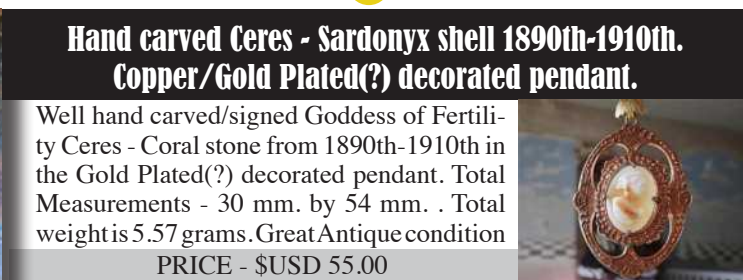 Hand carved Ceres - Sardonyx shell 1890th-1910th.
Copper/Gold Plated(?) decorated pendant.
Well hand carved/signed Goddess of Fertili-
ty Ceres - Coral stone from 1890th-1910th in
the Gold Plated(?) decorated pendant. Total
Measurements - 30 mm. by 54 mm. . Total
weight is 5.57 grams. Great Antique condition
PRICE - $USD 55.00